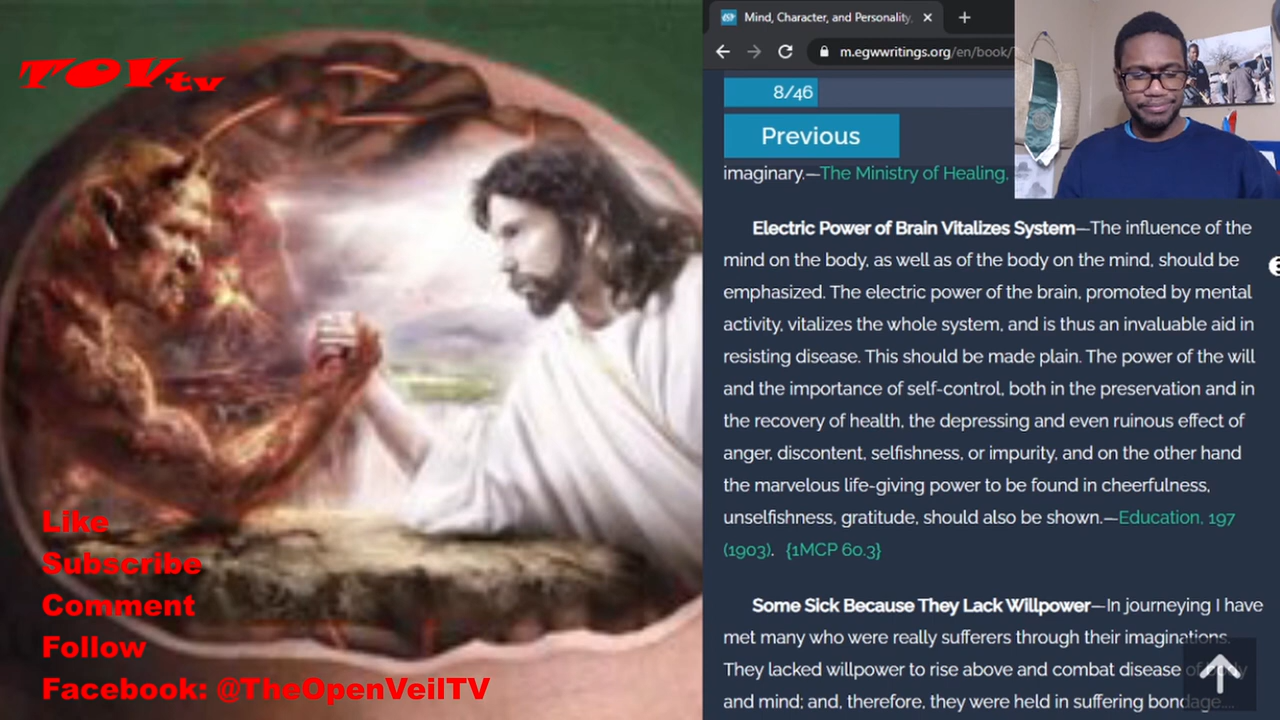 TOVtv
Like
Subscribe
Comment
Follow
Facebook: @TheOpenVeilTV
Mind, Character, and Personality,
m.egwwritings.org/en/book/
8/46
Previous
imaginary.—The Ministry of Healing,
Electric Power of Brain Vitalizes System—The influence of the
mind on the body, as well as of the body on the mind, should be
emphasized. The electric power of the brain, promoted by mental
activity, vitalizes the whole system, and is thus an invaluable aid in
resisting disease. This should be made plain. The power of the will
and the importance of self-control, both in the preservation and in
the recovery of health, the depressing and even ruinous effect of
anger, discontent, selfishness, or impurity, and on the other hand
the marvelous life-giving power to be found in cheerfulness,
unselfishness, gratitude, should also be shown.—Education, 197
(1903). {1MCP 60.3}
Some Sick Because They Lack Willpower—In journeying I have
met many who were really sufferers through their imaginations.
They lacked willpower to rise above and combat disease of body
and mind; and, therefore, they were held in suffering bondage....